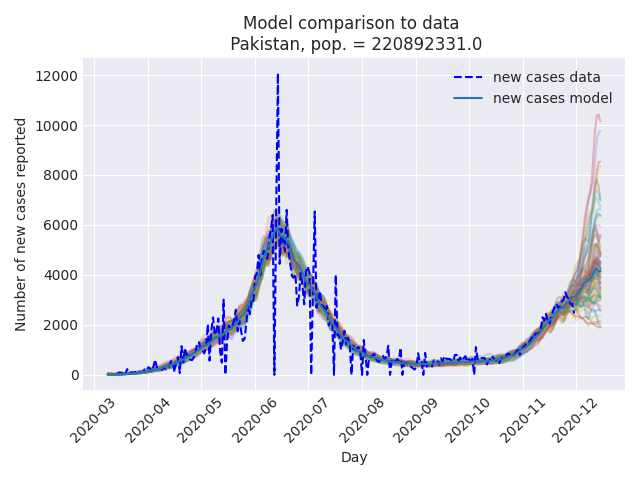 Model comparison to data
Pakistan, pop. = 220892331.0
new cases data
new cases model
Number of new cases reported
12000
10000
8000
6000
4000
2000
0
2020-03
2020-04
2020-05
2020-06
2020-07
2020-08
2020-09
2020-10
2020-11
2020-12
Day